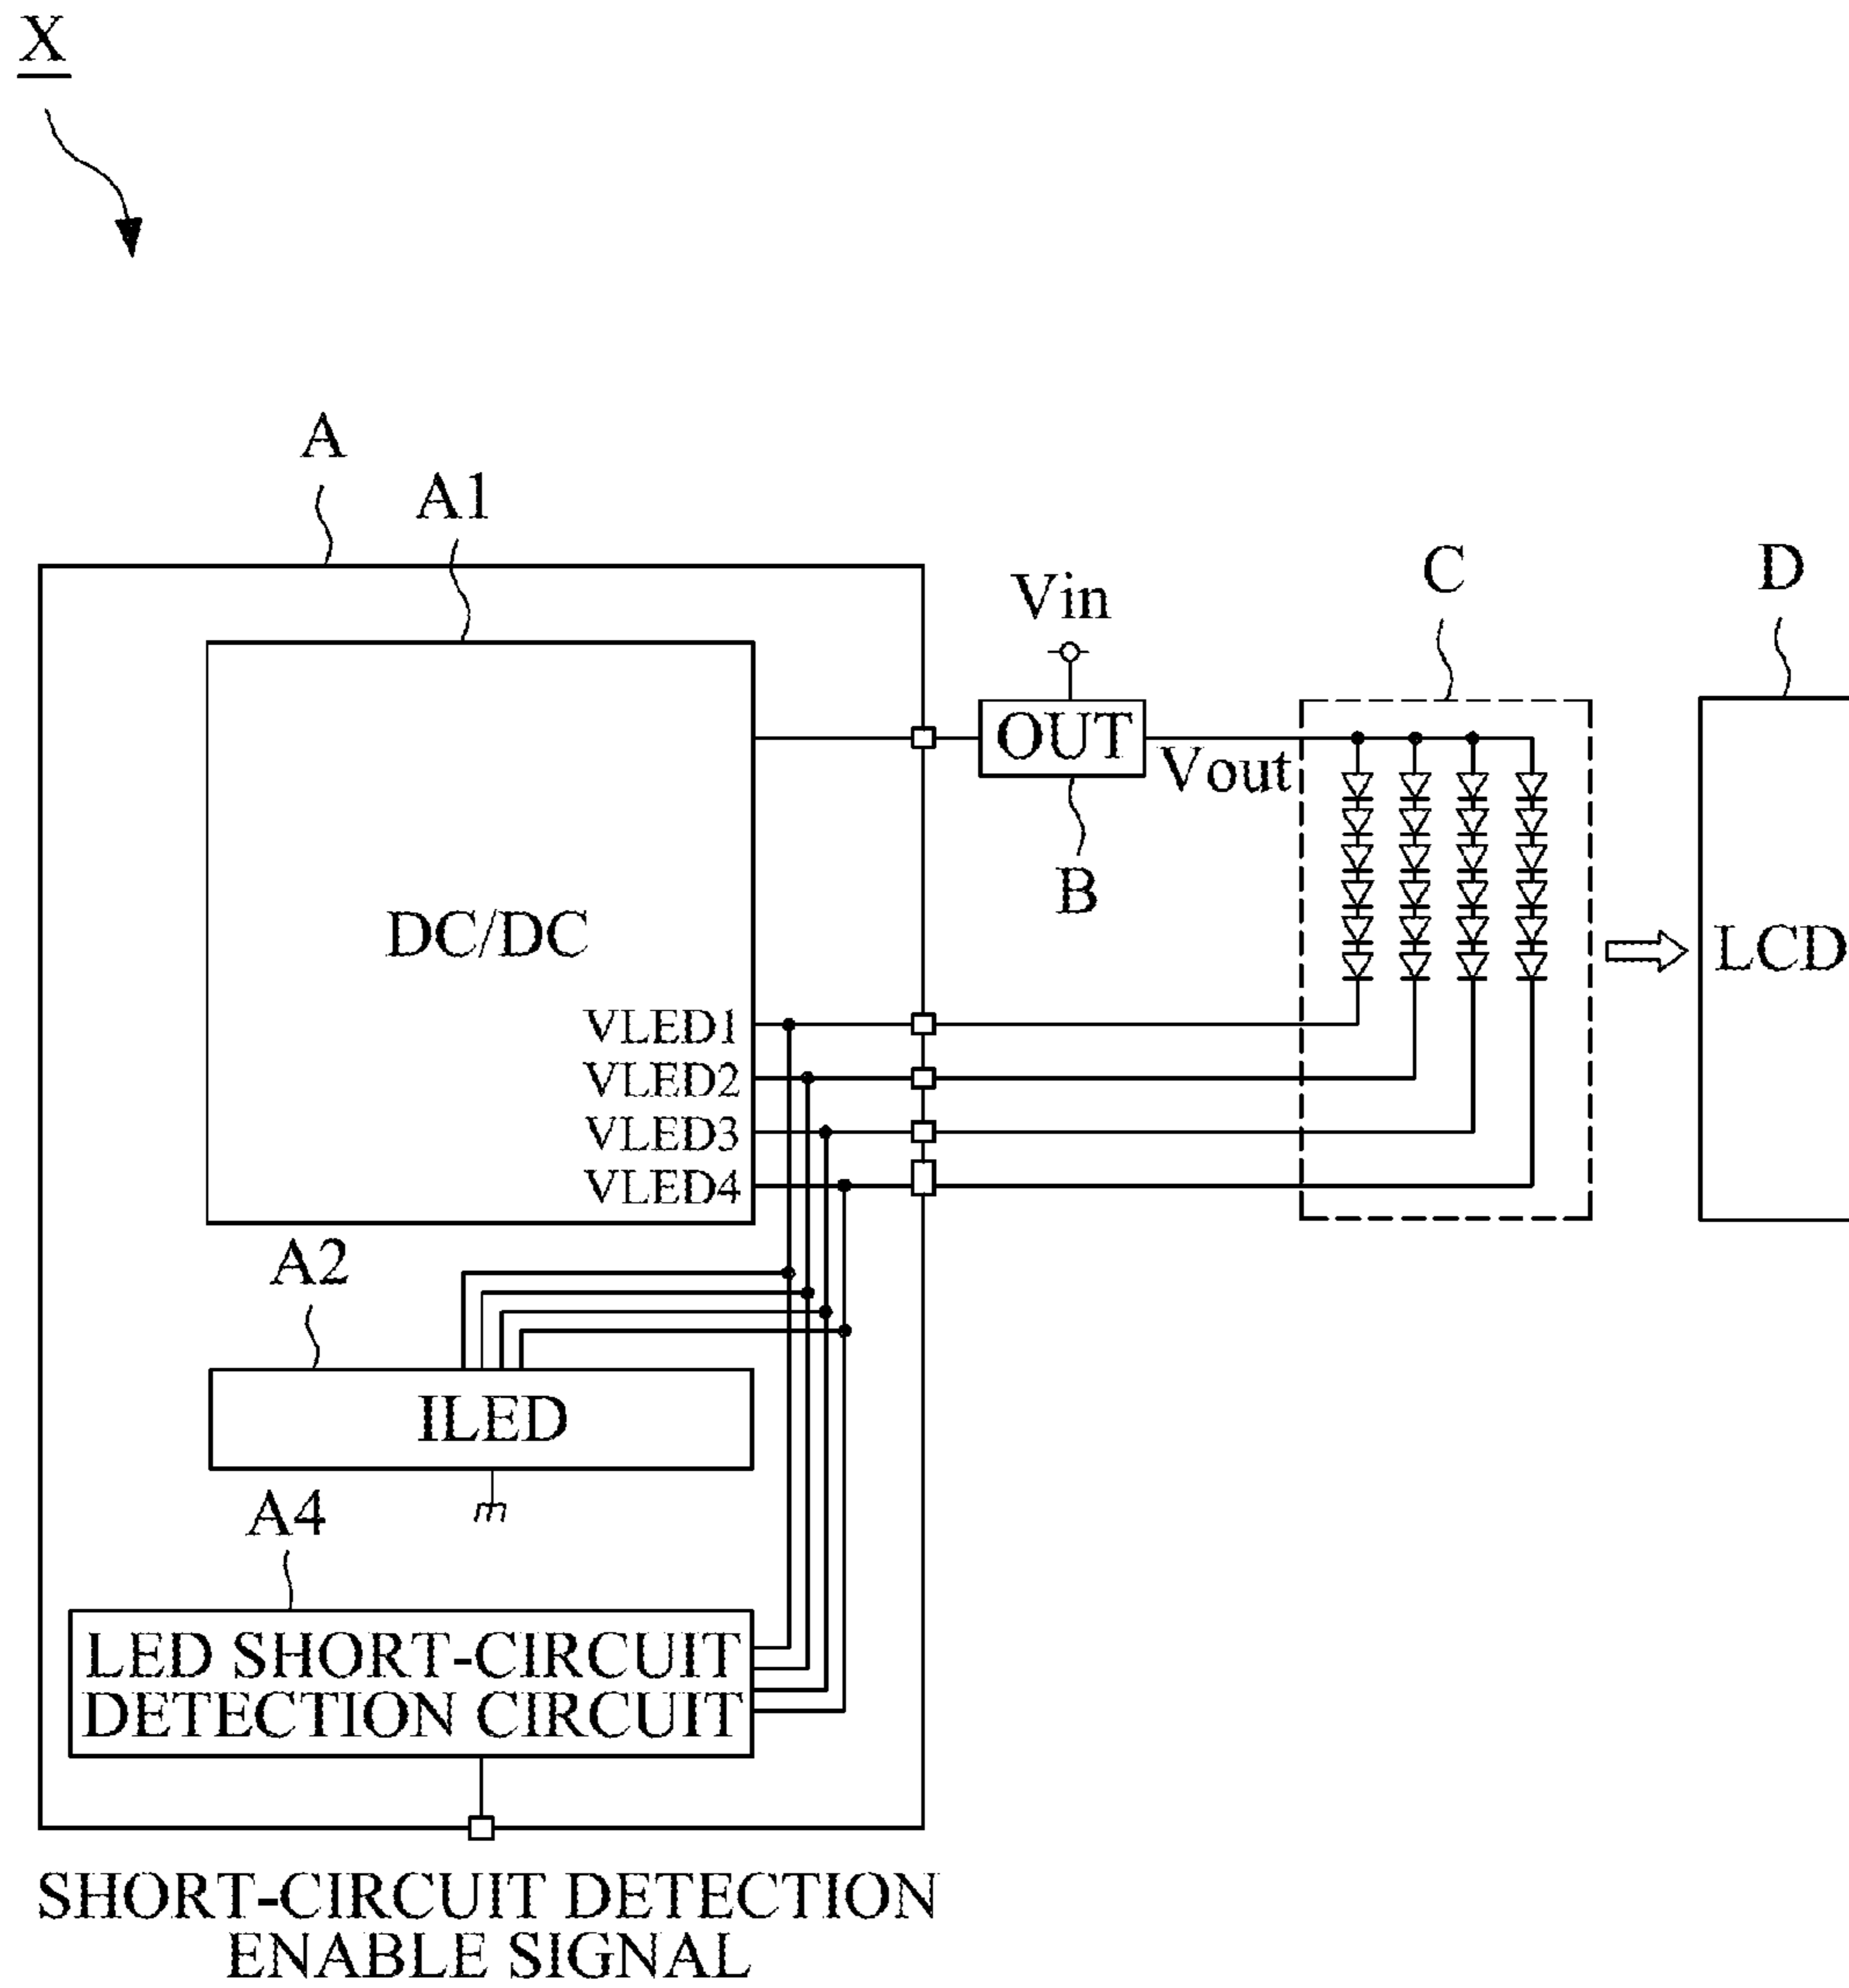 X
A
A1
Vin
C
D
OUT
Vout
B
DC/DC
LCD
VLED1
VLED2
VLED3
VLED4
A2
ILED
A4
LED SHORT-CIRCUIT
DETECTION CIRCUIT
SHORT-CIRCUIT DETECTION
ENABLE SIGNAL